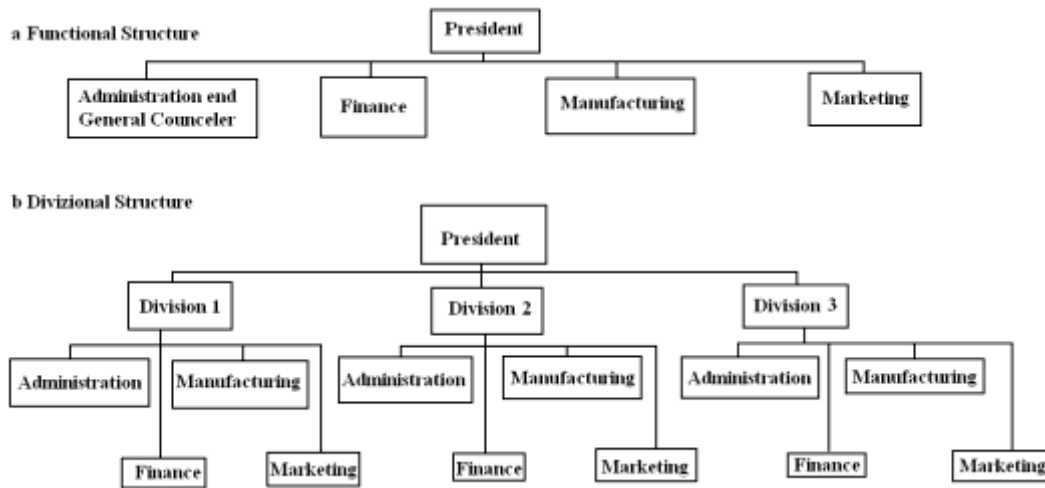 a Functional Structure
President
Administration end
General Counceler
Finance
Manufacturing
Marketing
b Divizional Structure
President
Division 1
Division 2
Division 3
Administration
Manufacturing
Administration
Manufacturing
Administration
Manufacturing
Finance
Marketing
Finance
Marketing
Finance
Marketing